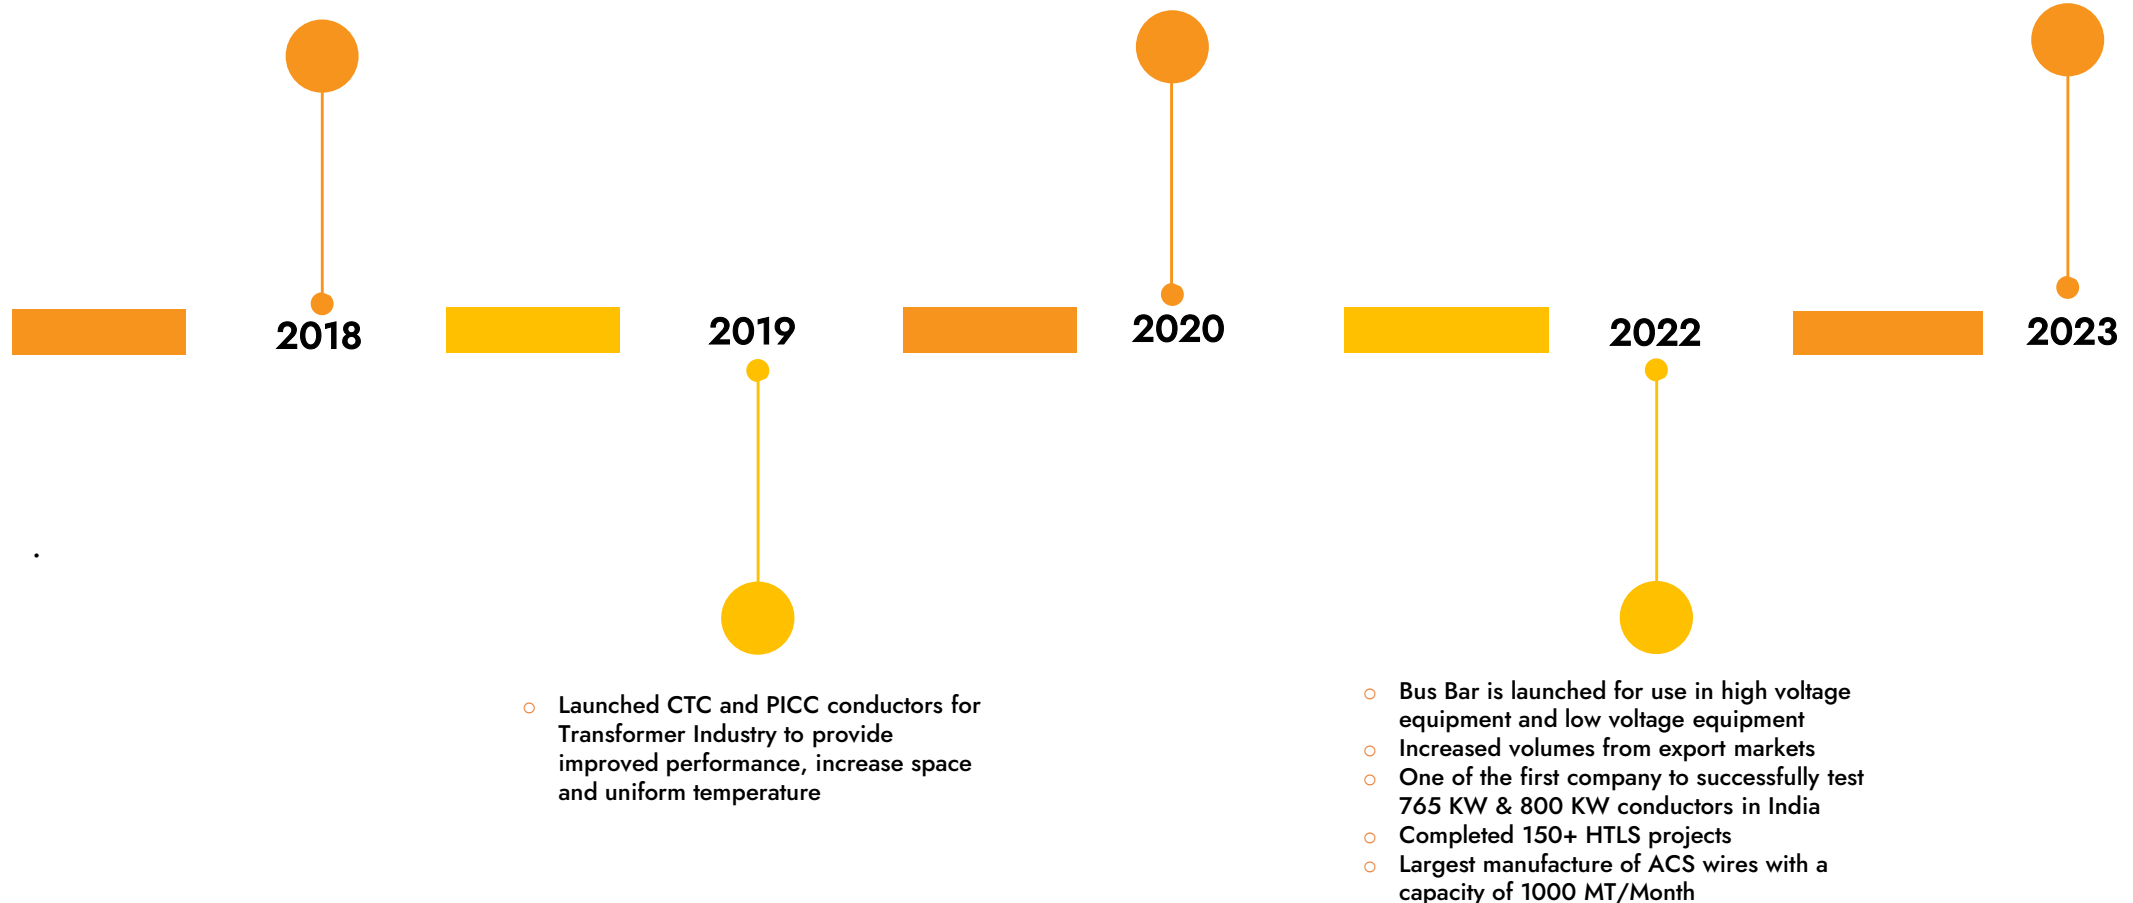 2018
2019
2020
2022
2023
.
○ Launched CTC and PICC conductors for
Transformer Industry to provide
improved performance, increase space
and uniform temperature
○ Bus Bar is launched for use in high voltage
equipment and low voltage equipment
○ Increased volumes from export markets
○ One of the first company to successfully test
765 KW & 800 KW conductors in India
○ Completed 150+ HTLS projects
○ Largest manufacture of ACS wires with a
capacity of 1000 MT/Month